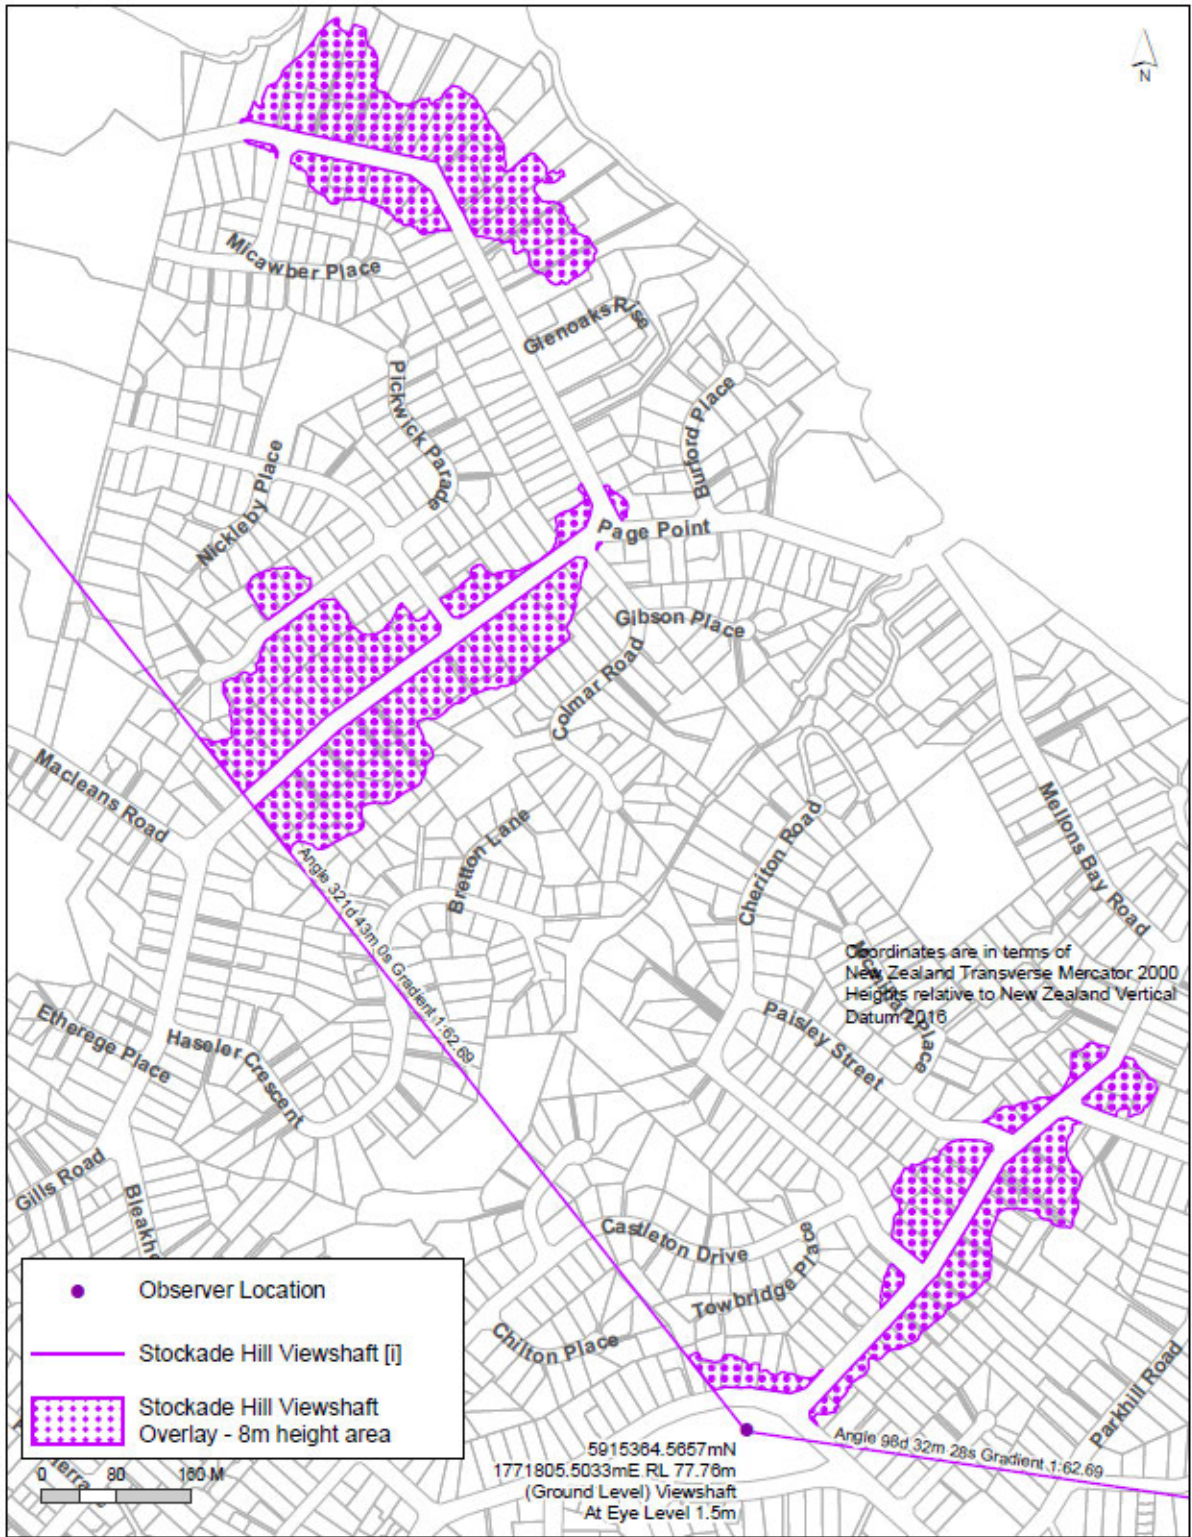 N
Micawber Place
Glenoaks Rise
Pickwick Parade
Burford Place
Nickleby Place
Page Point
Gibson Place
Colmar Road
Macleans Road
Mellons Bay Road
Bretton Lane
Cheriton Road
Angle 321d 43m 0s Gradient 1:62.69
Coordinates are in terms of
New Zealand Transverse Mercator 2000
Heights relative to New Zealand Vertical
Datum 2016
Place
Paisley Street
Etherege Place
Haseler Crescent
Gills Road
Castleton Drive
Towbridge Place
Chilton Place
Parkhill Road
Observer Location
Stockade Hill Viewshaft [i]
Stockade Hill Viewshaft
Overlay - 8m height area
0 80 160 M
5915364.5657mN
1771805.5033mE RL 77.76m
(Ground Level) Viewshaft
At Eye Level 1.5m
Angle 98d 32m 28s Gradient 1:62.69